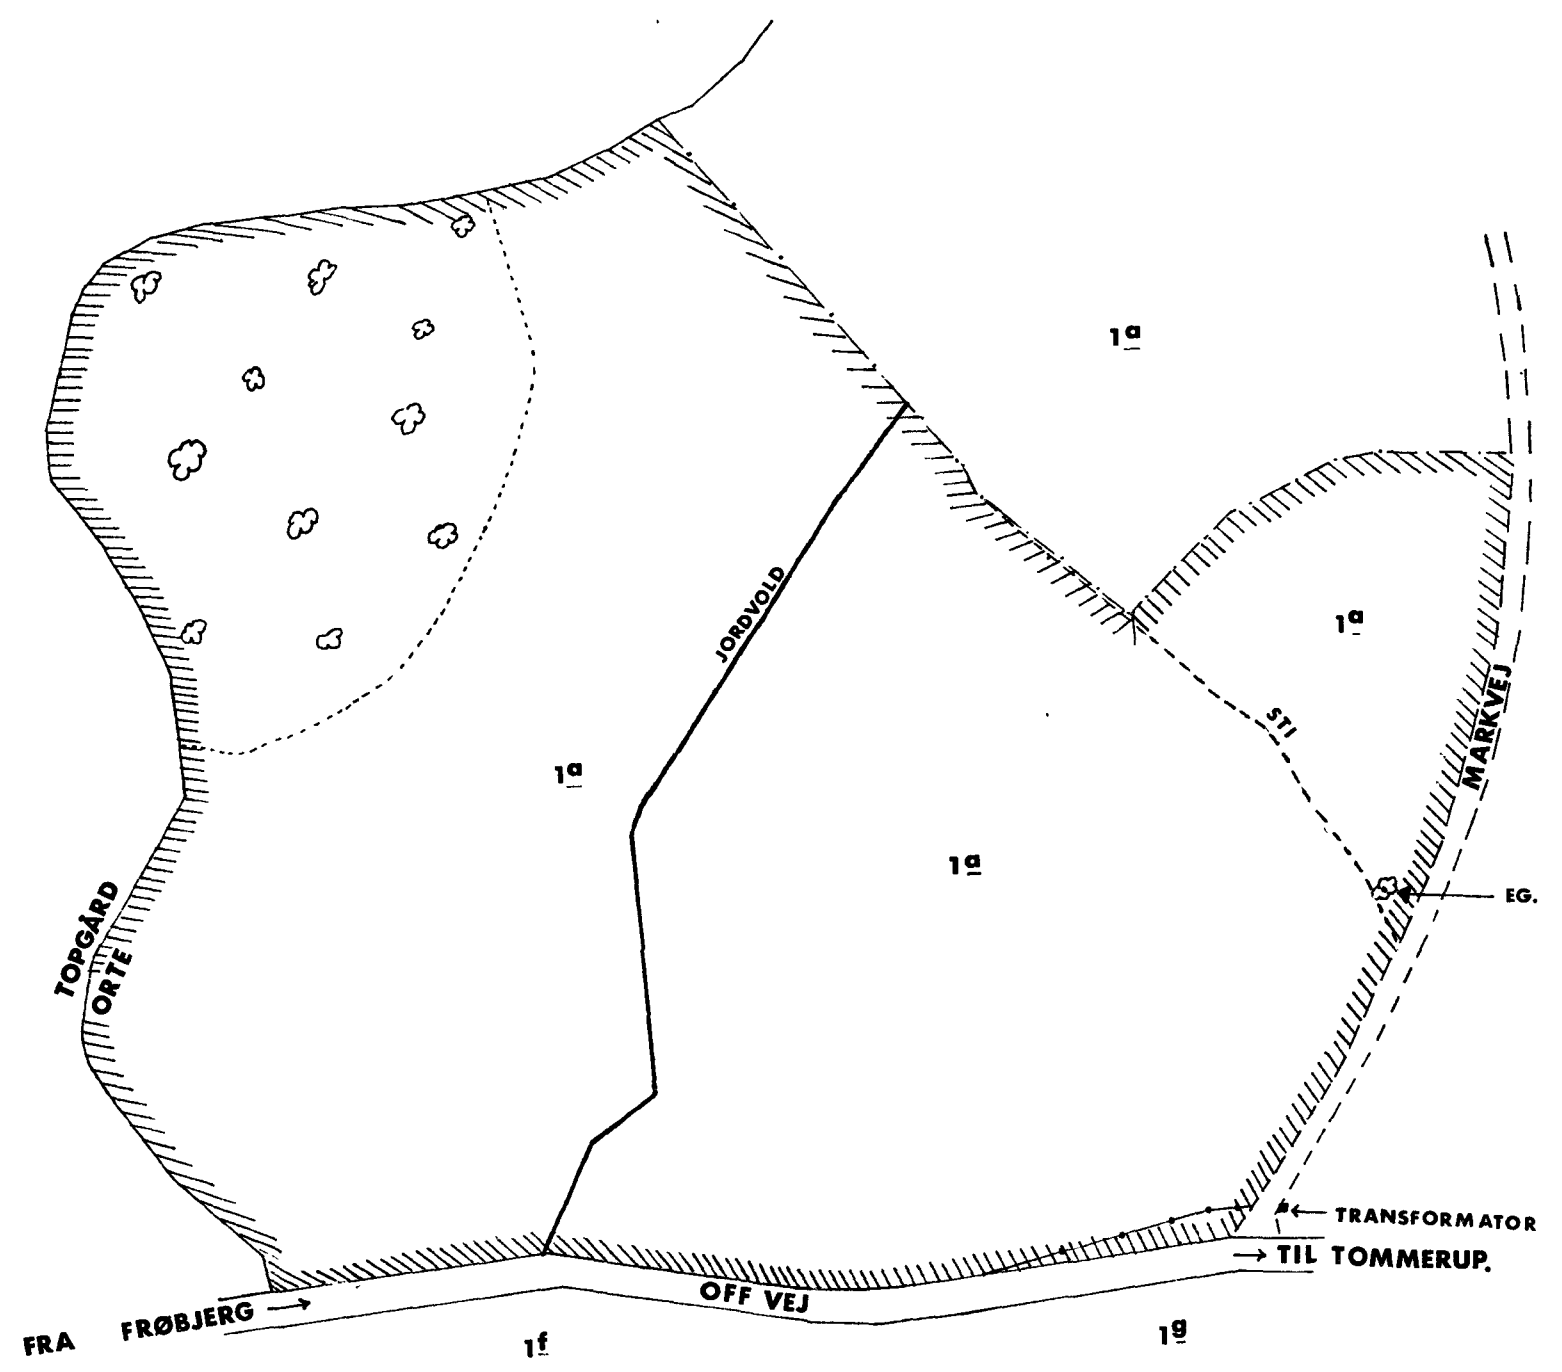 1a
1a
STI
JORDVOLD
MARKVEJ
1a
1a
EG.
TOPGÅRD
ORTE
TRANSFORMATOR
→ TIL TOMMERUP.
OFF VEJ
FRA FRØBJERG →
1f
1g